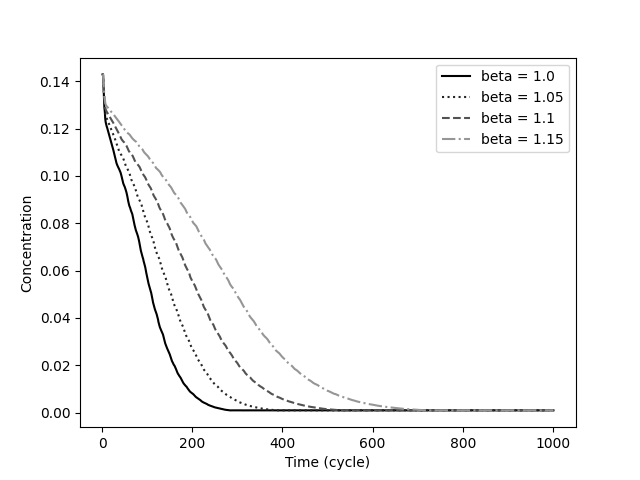 0.14
0.12
0.10
0.08
0.06
0.04
0.02
0.00
Concentration
0
200
400
600
800
1000
Time (cycle)
beta = 1.0
beta = 1.05
beta = 1.1
beta = 1.15